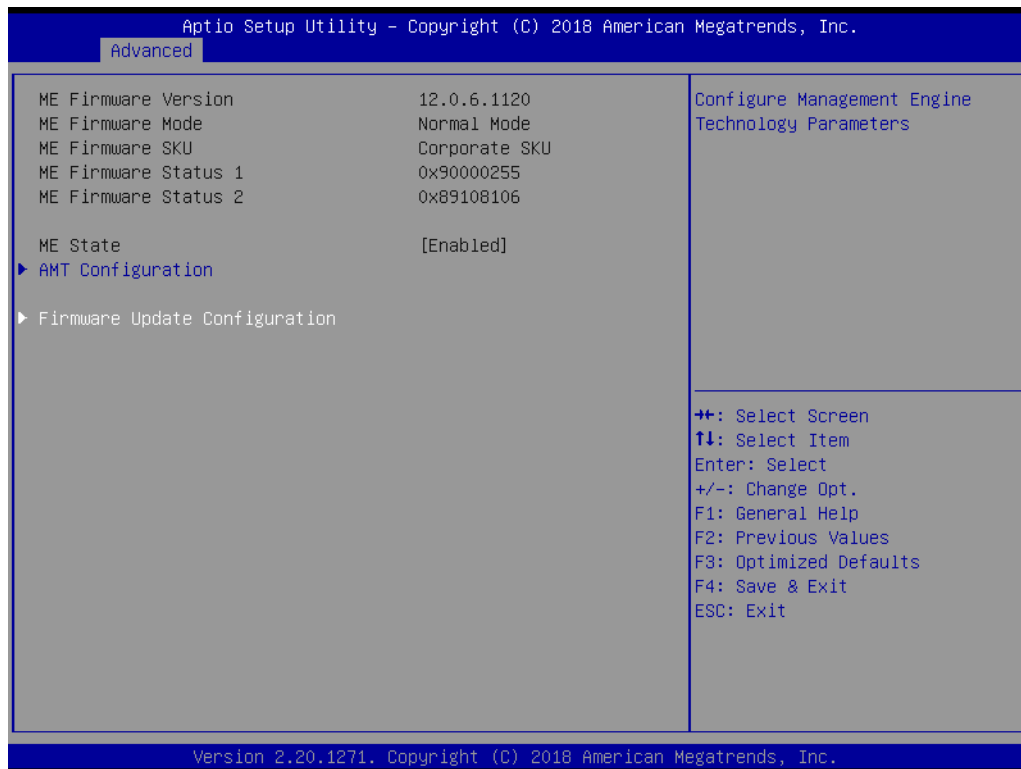 Aptio Setup Utility – Copyright (C) 2018 American Megatrends, Inc.
Advanced
ME Firmware Version 12.0.6.1120
ME Firmware Mode Normal Mode
ME Firmware SKU Corporate SKU
ME Firmware Status 1 0x90000255
ME Firmware Status 2 0x89108106
ME State [Enabled]
▶ AMT Configuration
▶ Firmware Update Configuration
Configure Management Engine
Technology Parameters
→←: Select Screen
↑↓: Select Item
Enter: Select
+/-: Change Opt.
F1: General Help
F2: Previous Values
F3: Optimized Defaults
F4: Save & Exit
ESC: Exit
Version 2.20.1271. Copyright (C) 2018 American Megatrends, Inc.